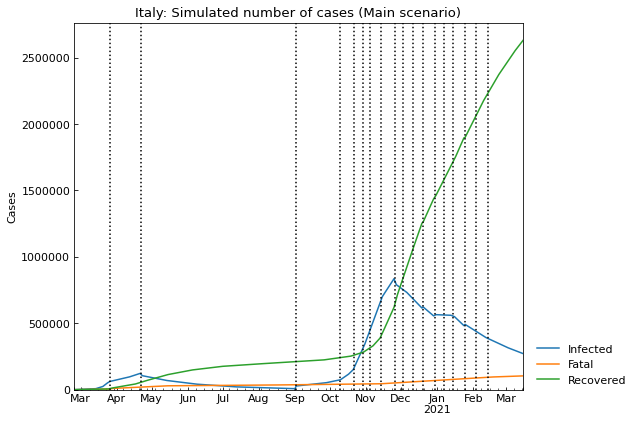 Italy: Simulated number of cases (Main scenario)
Cases
2500000
2000000
1500000
1000000
500000
0
Mar Apr May Jun Jul Aug Sep Oct Nov Dec Jan Feb Mar
2021
Infected
Fatal
Recovered